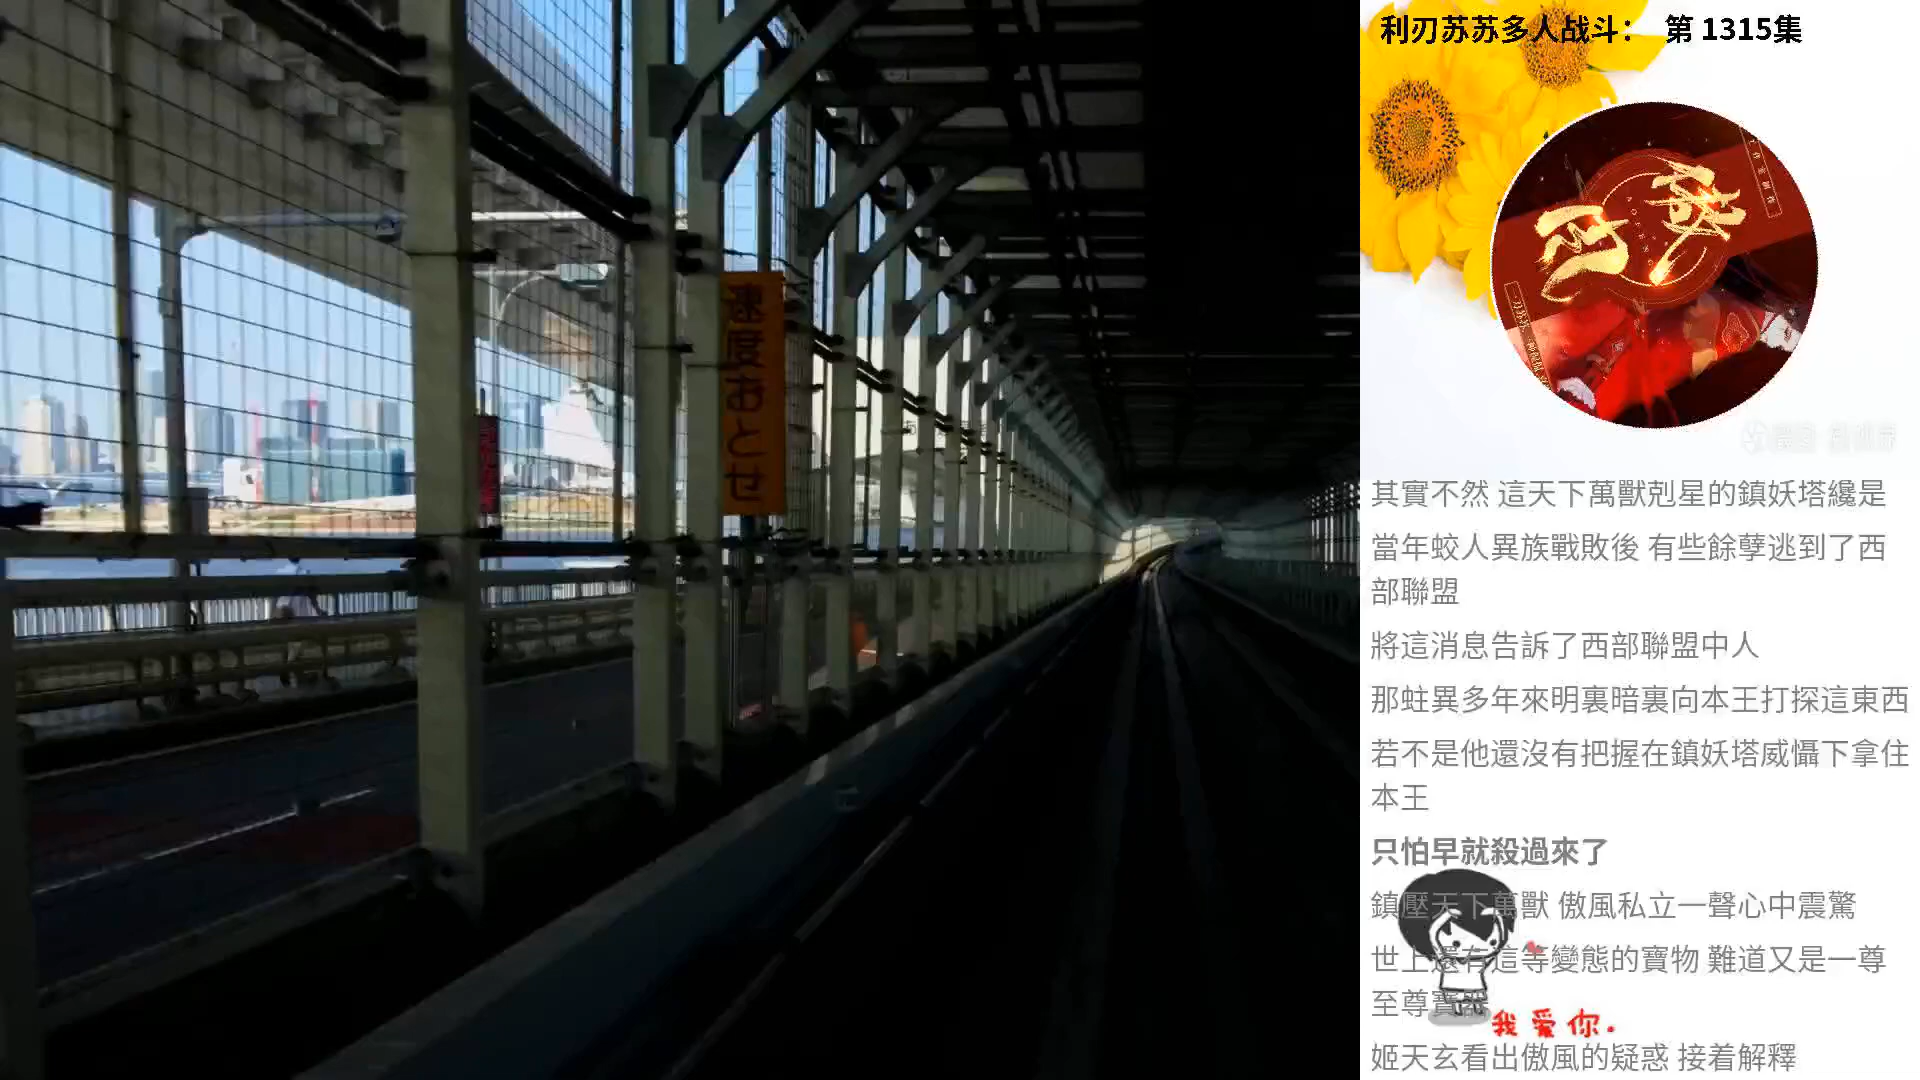 利刃苏苏多人战斗： 第 1315集
傲
风
速度おとせ
其實不然 這天下萬獸剋星的鎮妖塔纔是
當年蛟人異族戰敗後 有些餘孽逃到了西
部聯盟
將這消息告訴了西部聯盟中人
那蛀異多年來明裏暗裏向本王打探這東西
若不是他還沒有把握在鎮妖塔威懾下拿住
本王
只怕早就殺過來了
鎮壓天下萬獸 傲風私立一聲心中震驚
世上還有這等變態的寶物 難道又是一尊
至尊寶器
我爱你.
姬天玄看出傲風的疑惑 接着解釋